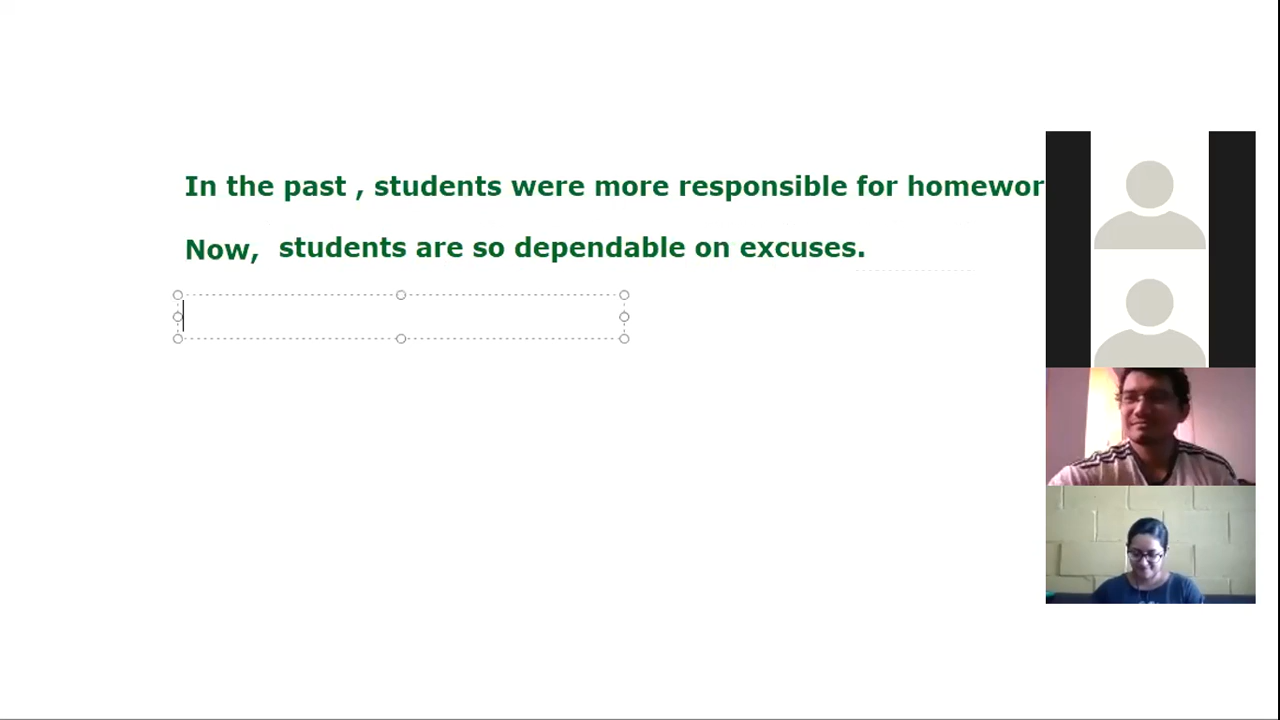 In the past , students were more responsible for homewor
Now, students are so dependable on excuses.